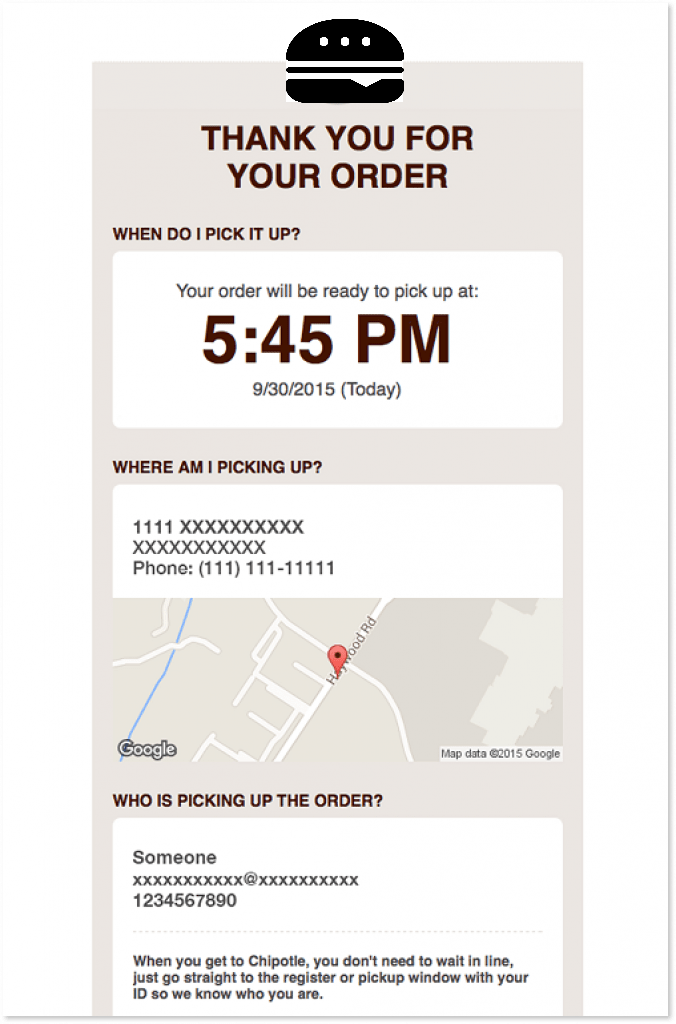 THANK YOU FOR
YOUR ORDER
WHEN DO I PICK IT UP?
Your order will be ready to pick up at:
5:45 PM
9/30/2015 (Today)
WHERE AM I PICKING UP?
1111 XXXXXXXXXX
XXXXXXXXXXX
Phone: (111) 111-11111
Haywood Rd
Google
Map data ©2015 Google
WHO IS PICKING UP THE ORDER?
Someone
xxxxxxxxxxx@xxxxxxxxxx
1234567890
When you get to Chipotle, you don't need to wait in line,
just go straight to the register or pickup window with your
ID so we know who you are.